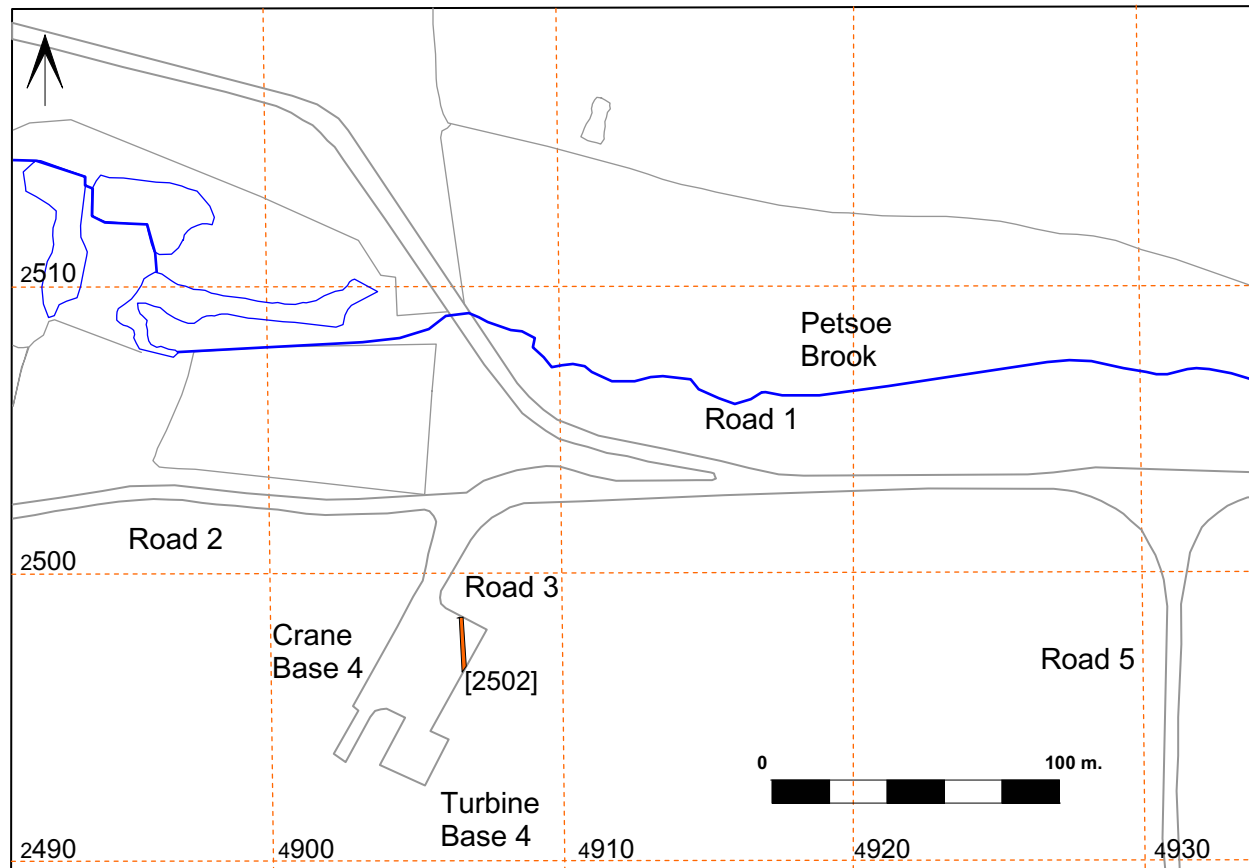 2510
Petsoe
Brook
Road 1
Road 2
2500
Road 3
Crane
Base 4
[2502]
Road 5
0
100 m.
Turbine
Base 4
2490
4900
4910
4920
4930